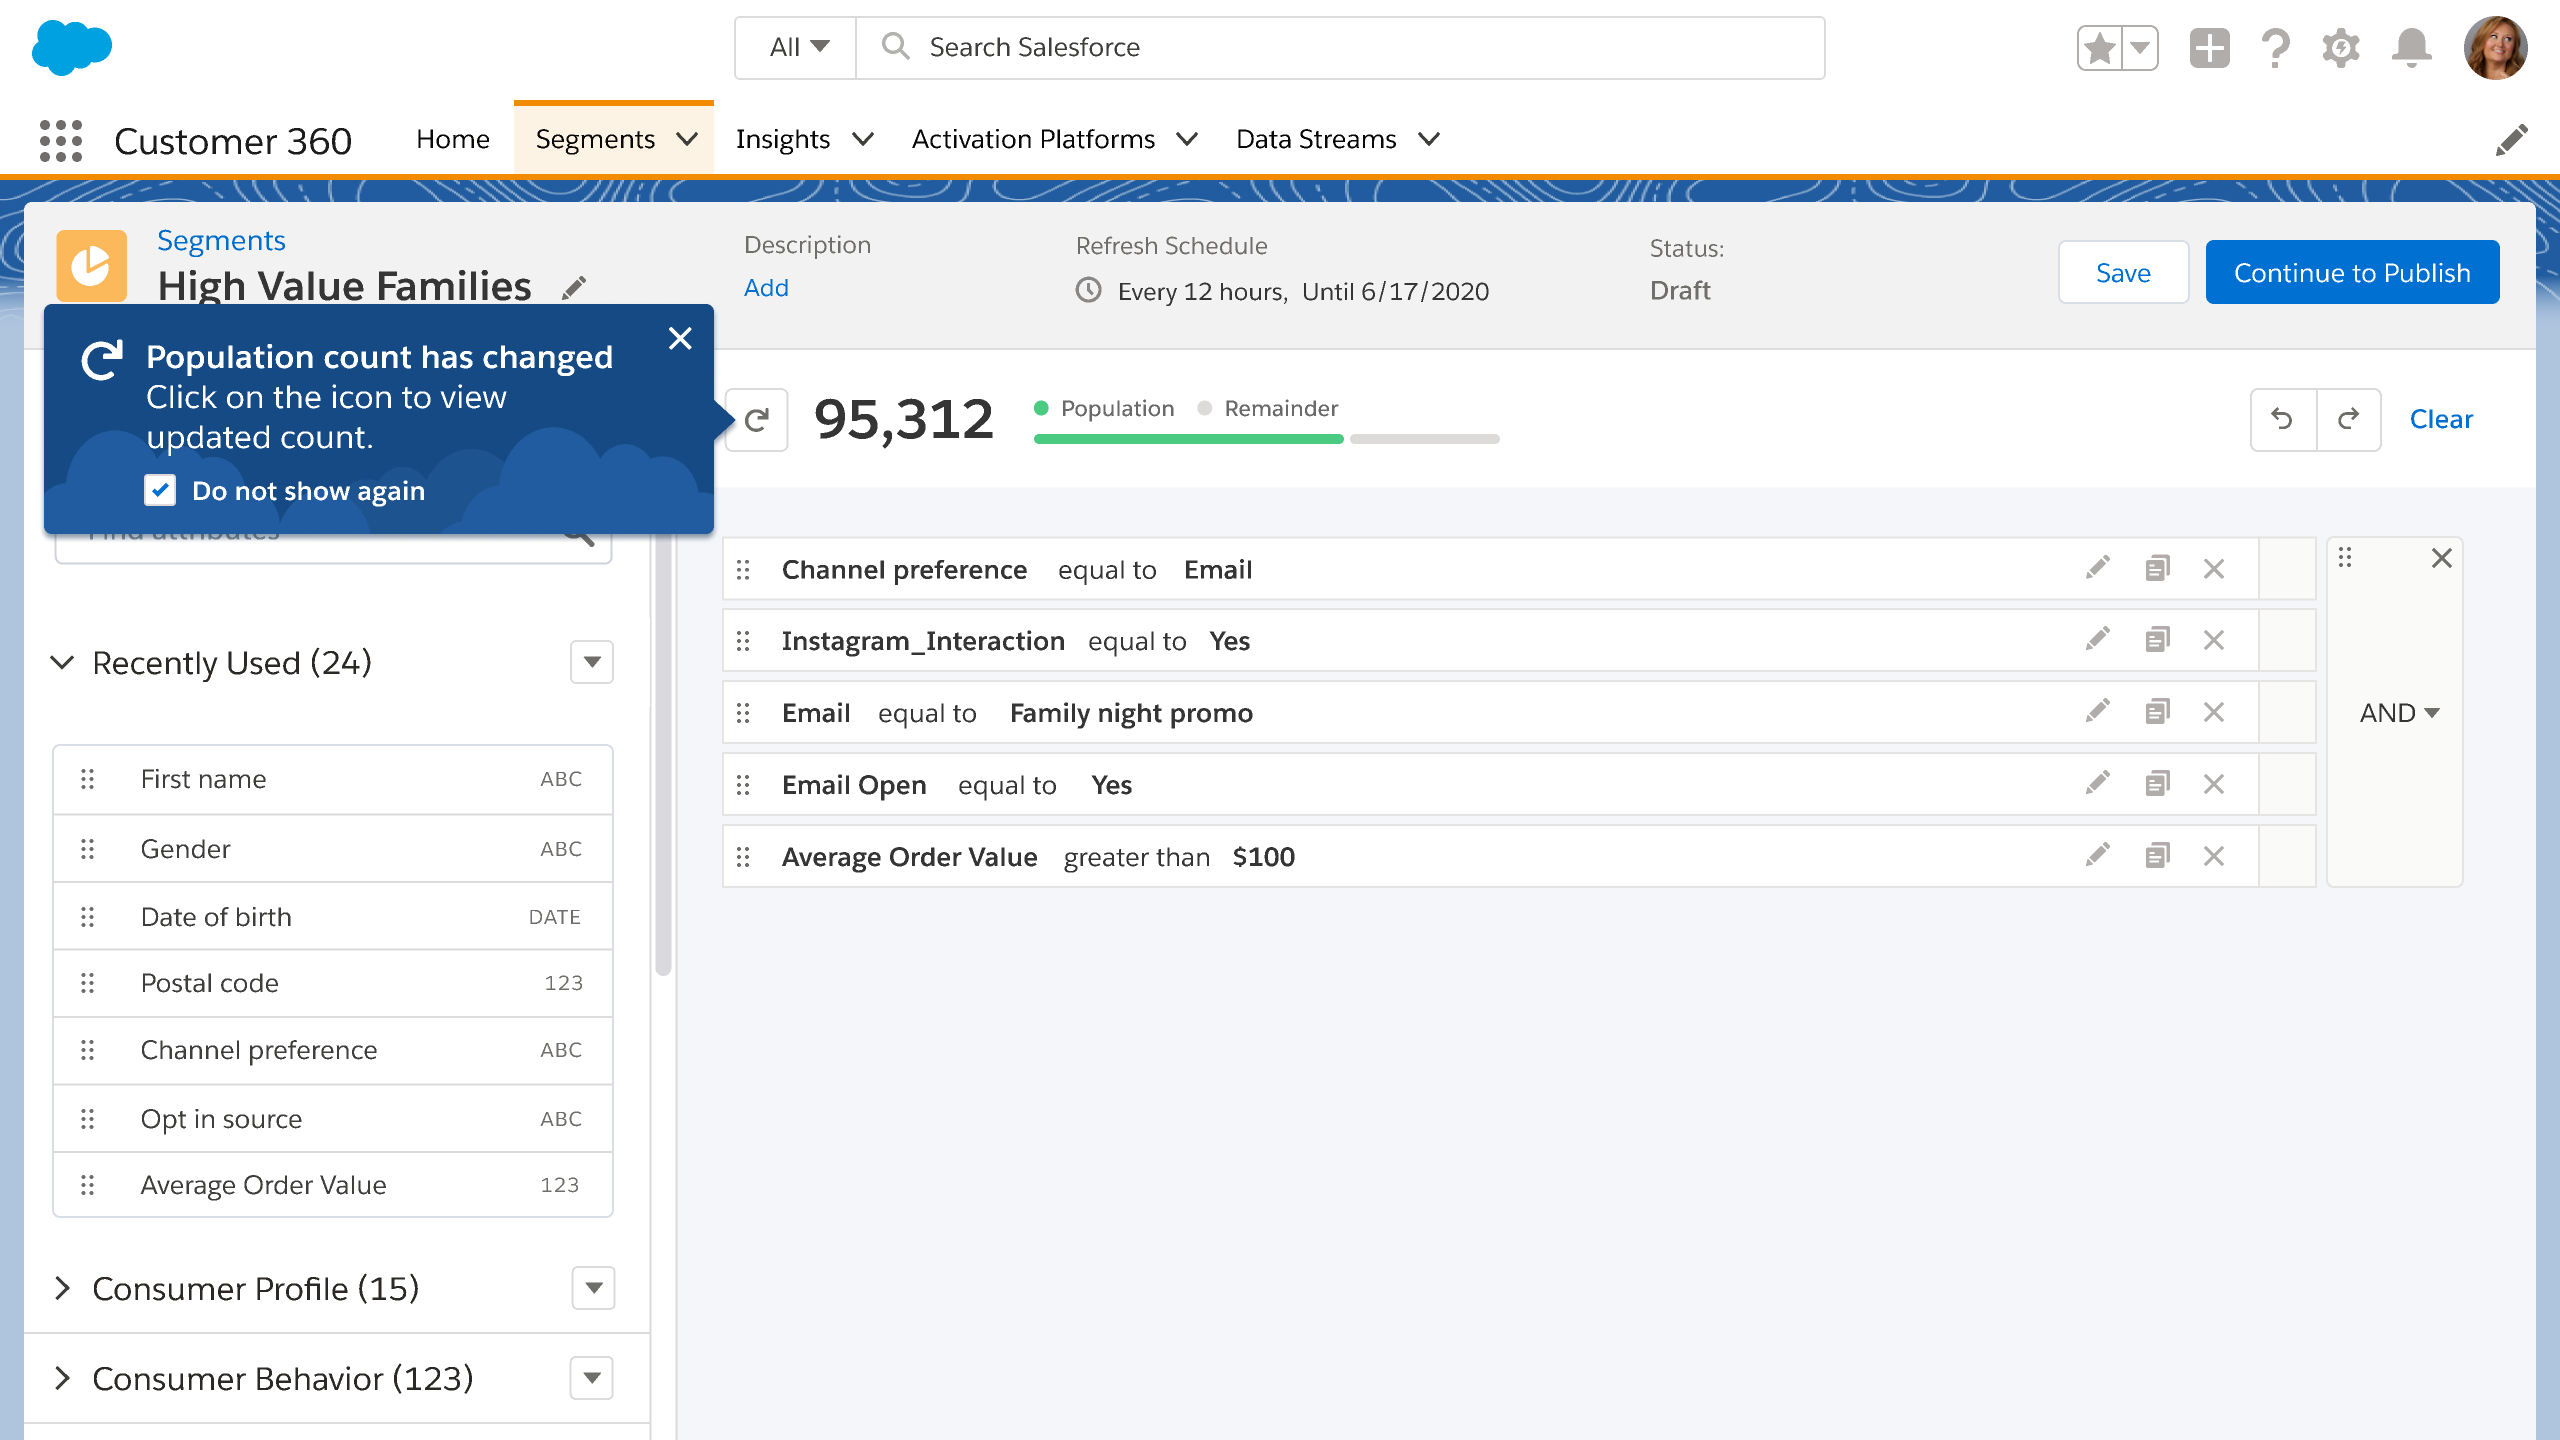 All
Search Salesforce
Customer 360
Home
Segments
Insights
Activation Platforms
Data Streams
Segments
High Value Families
Description
Add
Refresh Schedule
Every 12 hours, Until 6/17/2020
Status:
Draft
Save
Continue to Publish
Population count has changed
Click on the icon to view
updated count.
Do not show again
95,312
Population
Remainder
Clear
Find attributes
Recently Used (24)
First name ABC
Gender ABC
Date of birth DATE
Postal code 123
Channel preference ABC
Opt in source ABC
Average Order Value 123
Consumer Profile (15)
Consumer Behavior (123)
Channel preference equal to Email
Instagram_Interaction equal to Yes
Email equal to Family night promo
Email Open equal to Yes
Average Order Value greater than $100
AND